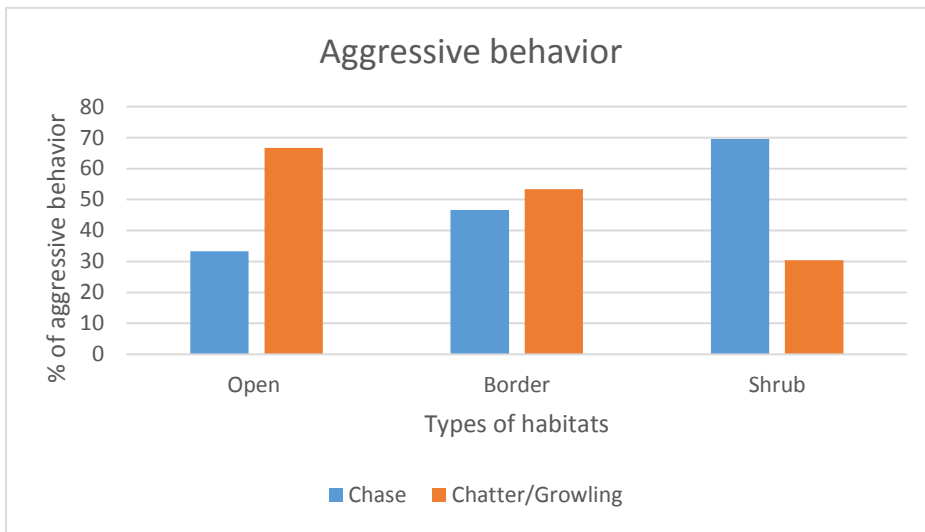 Aggressive behavior
% of aggressive behavior
80
70
60
50
40
30
20
10
0
Open Border Shrub
Types of habitats
Chase Chatter/Growling